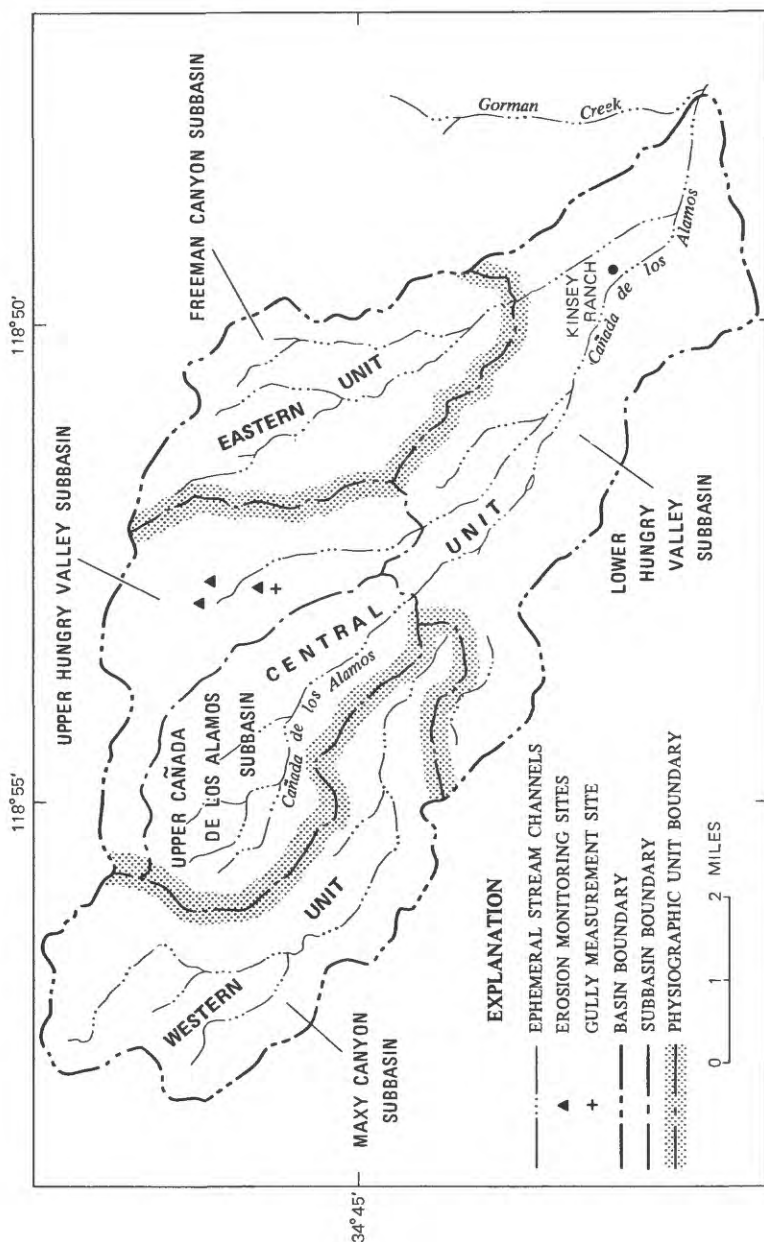 118°55'
118°50'
34°45'
UPPER HUNGRY VALLEY SUBBASIN
FREEMAN CANYON SUBBASIN
Gorman Creek
EASTERN UNIT
UPPER CAÑADA
DE LOS ALAMOS
SUBBASIN
CENTRAL UNIT
Cañada de los Alamos
WESTERN UNIT
MAXY CANYON
SUBBASIN
KINSEY
RANCH
Cañada de los Alamos
LOWER
HUNGRY
VALLEY
SUBBASIN
EXPLANATION
EPHEMERAL STREAM CHANNELS
EROSION MONITORING SITES
GULLY MEASUREMENT SITE
BASIN BOUNDARY
SUBBASIN BOUNDARY
PHYSIOGRAPHIC UNIT BOUNDARY
0 1 2 MILES